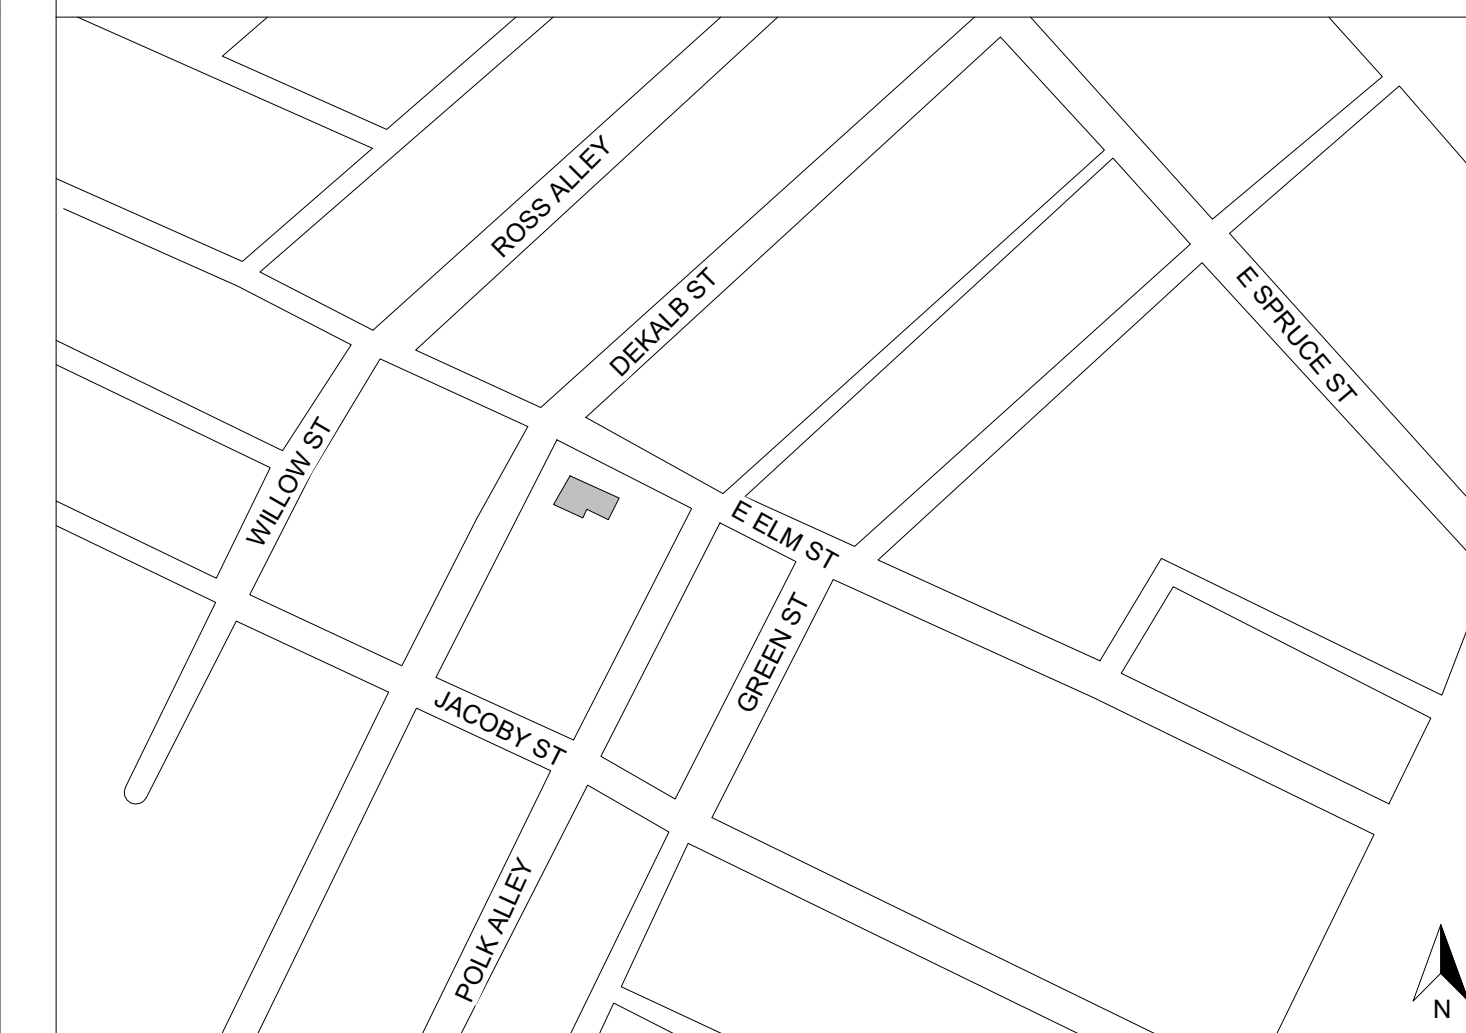 ROSS ALLEY
DEKALB ST
E SPRUCE ST
WILLOW ST
E ELM ST
GREEN ST
JACOBY ST
POLK ALLEY
N